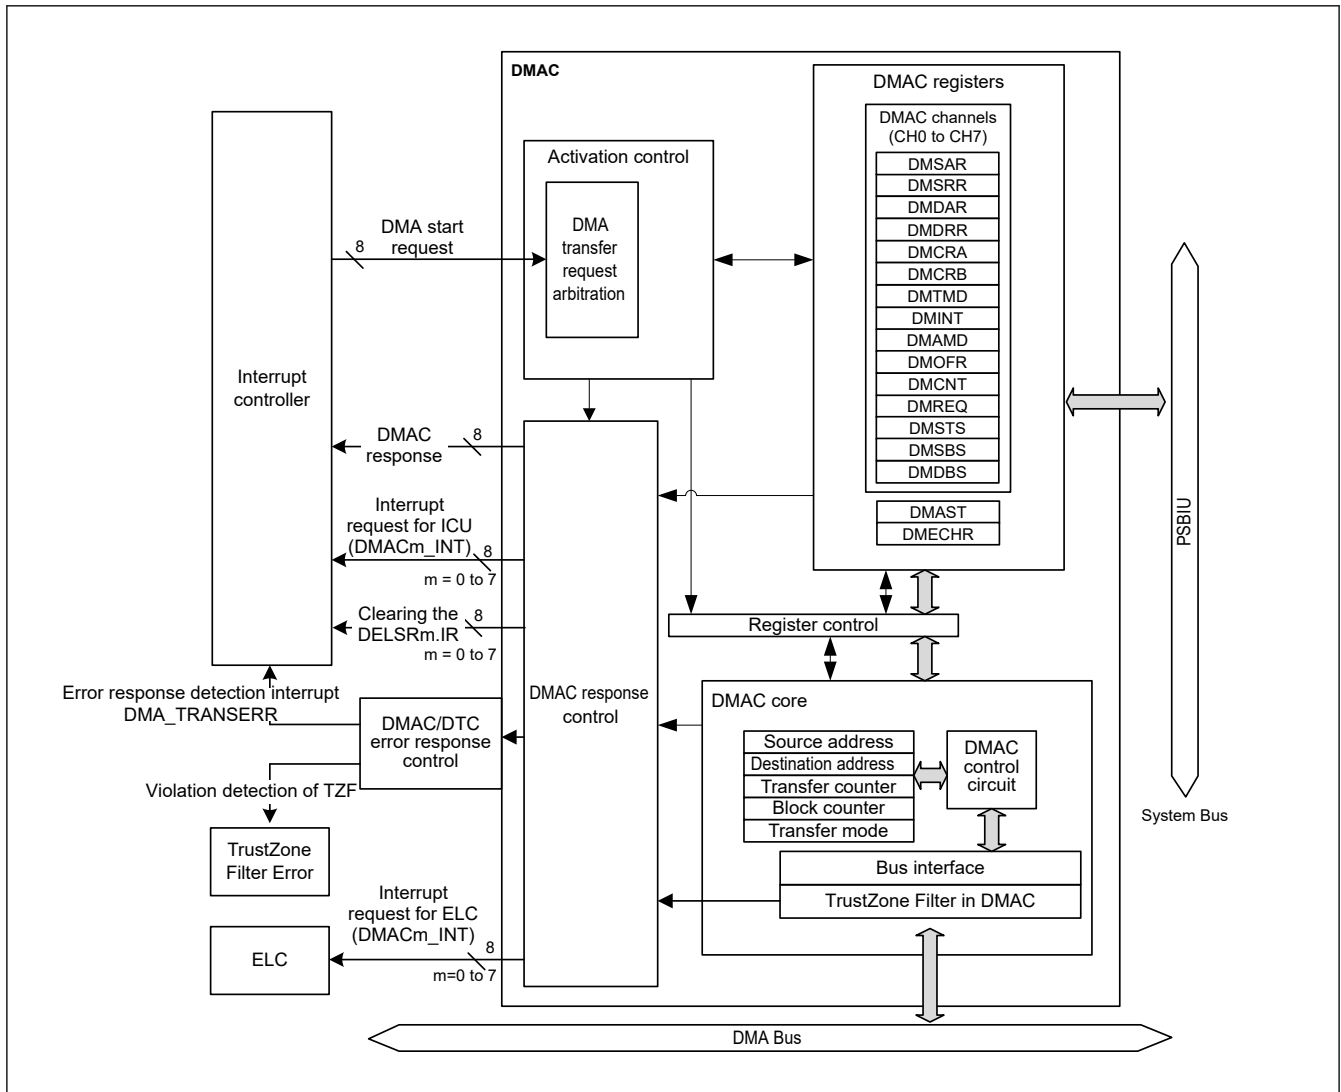 DMAC
DMAC registers
DMAC channels
(CH0 to CH7)
DMSAR
DMSRR
DMDAR
DMDRR
DMCRA
DMCRB
DMTMD
DMINT
DMAMD
DMOFR
DMCNT
DMREQ
DMSTS
DMSBS
DMDBS
DMAST
DMECHR
Activation control
DMA
transfer
request
arbitration
DMA start
request
8
Interrupt
controller
DMAC
response
8
Interrupt
request for ICU
(DMACm_INT)
8
m = 0 to 7
Clearing the
DELSRm.IR
8
m = 0 to 7
Error response detection interrupt
DMA_TRANSERR
DMAC/DTC
error response
control
Violation detection of TZF
TrustZone
Filter Error
Interrupt
request for ELC
(DMACm_INT)
8
m=0 to 7
ELC
DMAC response
control
Register control
DMAC core
Source address
Destination address
Transfer counter
Block counter
Transfer mode
DMAC
control
circuit
Bus interface
TrustZone Filter in DMAC
PSBIU
System Bus
DMA Bus